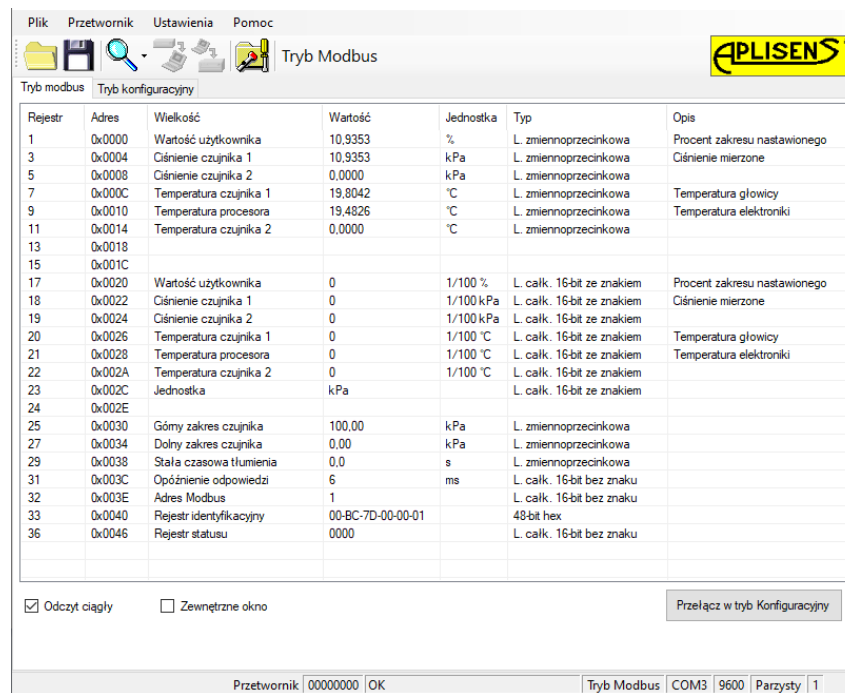 Plik Przetwornik Ustawienia Pomoc
Tryb Modbus
APLISENS
Tryb modbus Tryb konfiguracyjny
Rejestr Adres Wielkość Wartość Jednostka Typ Opis
1 0x0000 Wartość użytkownika 10,9353 % L. zmiennoprzecinkowa Procent zakresu nastawionego
3 0x0004 Ciśnienie czujnika 1 10,9353 kPa L. zmiennoprzecinkowa Ciśnienie mierzone
5 0x0008 Ciśnienie czujnika 2 0,0000 kPa L. zmiennoprzecinkowa
7 0x000C Temperatura czujnika 1 19,8042 °C L. zmiennoprzecinkowa Temperatura głowicy
9 0x0010 Temperatura procesora 19,4826 °C L. zmiennoprzecinkowa Temperatura elektroniki
11 0x0014 Temperatura czujnika 2 0,0000 °C L. zmiennoprzecinkowa
13 0x0018
15 0x001C
17 0x0020 Wartość użytkownika 0 1/100 % L. całk. 16-bit ze znakiem Procent zakresu nastawionego
18 0x0022 Ciśnienie czujnika 1 0 1/100 kPa L. całk. 16-bit ze znakiem Ciśnienie mierzone
19 0x0024 Ciśnienie czujnika 2 0 1/100 kPa L. całk. 16-bit ze znakiem
20 0x0026 Temperatura czujnika 1 0 1/100 °C L. całk. 16-bit ze znakiem Temperatura głowicy
21 0x0028 Temperatura procesora 0 1/100 °C L. całk. 16-bit ze znakiem Temperatura elektroniki
22 0x002A Temperatura czujnika 2 0 1/100 °C L. całk. 16-bit ze znakiem
23 0x002C Jednostka kPa L. całk. 16-bit ze znakiem
24 0x002E
25 0x0030 Górny zakres czujnika 100,00 kPa L. zmiennoprzecinkowa
27 0x0034 Dolny zakres czujnika 0,00 kPa L. zmiennoprzecinkowa
29 0x0038 Stała czasowa tłumienia 0,0 s L. zmiennoprzecinkowa
31 0x003C Opóźnienie odpowiedzi 6 ms L. całk. 16-bit bez znaku
32 0x003E Adres Modbus 1 L. całk. 16-bit bez znaku
33 0x0040 Rejestr identyfikacyjny 00-BC-7D-00-00-01 48-bit hex
36 0x0046 Rejestr statusu 0000 L. całk. 16-bit bez znaku
Odczyt ciągły Zewnętrzne okno Przełącz w tryb Konfiguracyjny
Przetwornik 00000000 OK Tryb Modbus COM3 9600 Parzysty 1